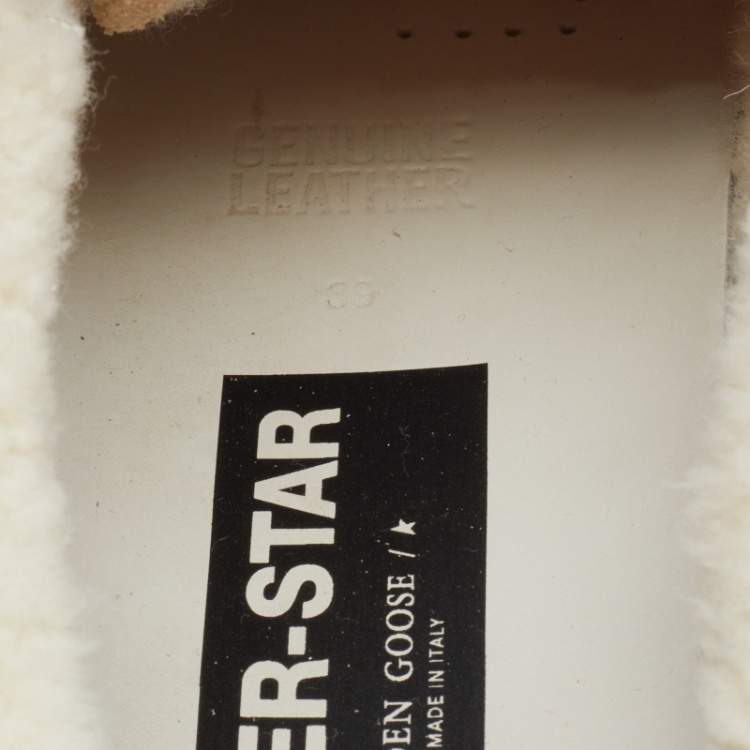 GENUINE
LEATHER
39
ER-STAR
DEN GOOSE /★
MADE IN ITALY